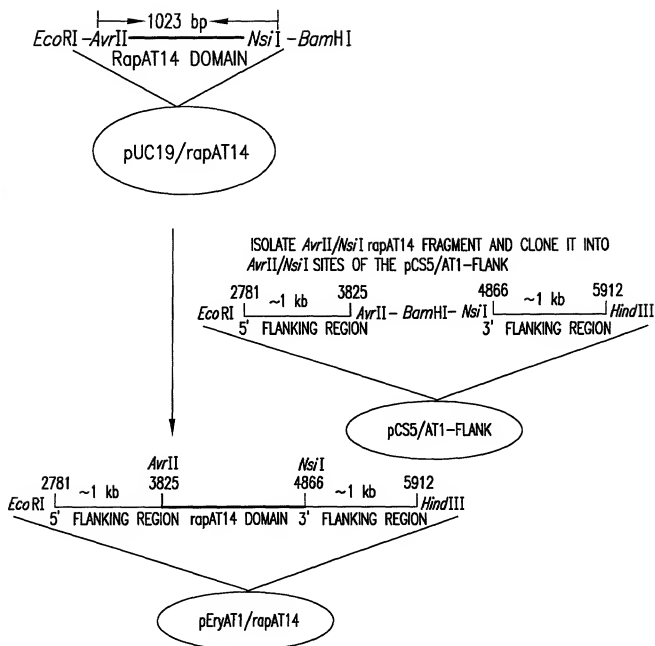 1023 bp
EcoRI -AvrII NsiI -BamHI
RapAT14 DOMAIN
pUC19/rapAT14
ISOLATE AvrII/NsiI rapAT14 FRAGMENT AND CLONE IT INTO
AvrII/NsiI SITES OF THE pCS5/AT1-FLANK
2781 ~1 kb 3825 4866 ~1 kb 5912
EcoRI AvrII- BamHI- NsiI HindIII
5' FLANKING REGION 3' FLANKING REGION
pCS5/AT1-FLANK
AvrII NsiI
2781 ~1 kb 3825 4866 ~1 kb 5912
EcoRI HindIII
5' FLANKING REGION rapAT14 DOMAIN 3' FLANKING REGION
pEryAT1/rapAT14